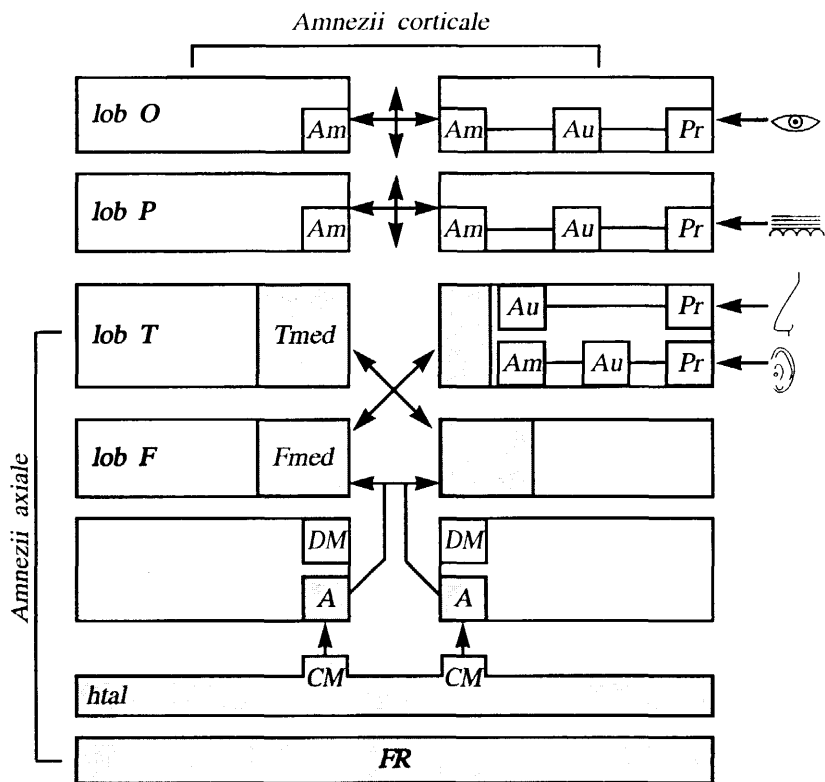 Amnezii corticale
lob O
Am
Am
Au
Pr
lob P
Am
Am
Au
Pr
lob T
Tmed
Au
Pr
Am
Au
Pr
lob F
Fmed
Amnezii axiale
DM
DM
A
A
CM
CM
htal
FR